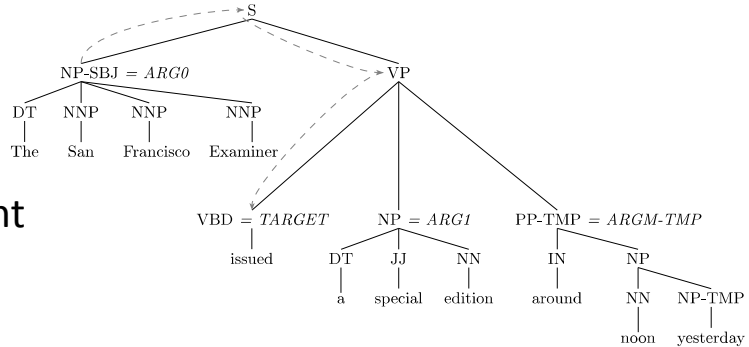 S
NP-SBJ = ARG0 VP
DT NNP NNP NNP
The San Francisco Examiner
nt
VBD = TARGET NP = ARG1 PP-TMP = ARGM-TMP
issued DT JJ NN IN NP
a special edition around NN NP-TMP
noon yesterday